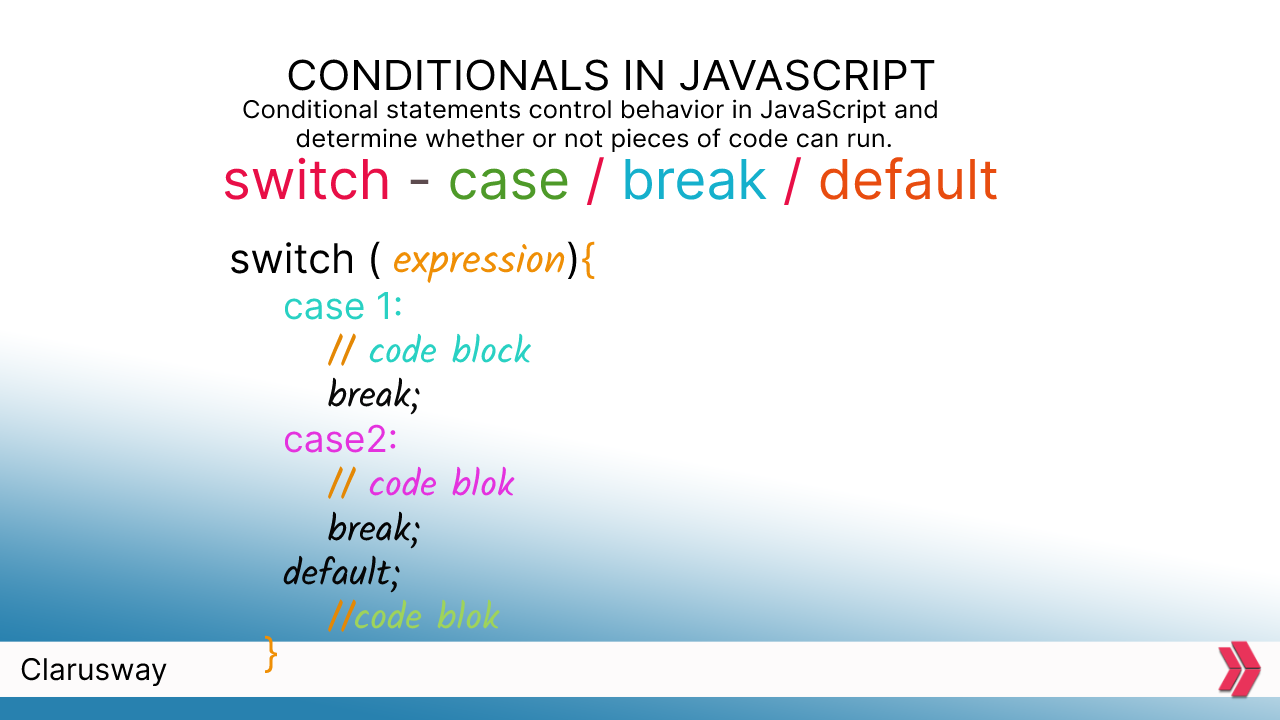 CONDITIONALS IN JAVASCRIPT
Conditional statements control behavior in JavaScript and
determine whether or not pieces of code can run.
switch - case / break / default
switch ( expression){
case 1:
// code block
break;
case2:
// code blok
break;
default;
//code blok
}
Clarusway